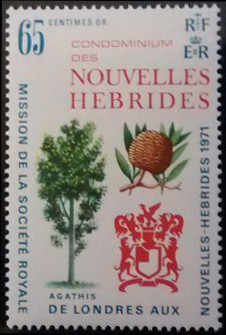 65 CENTIMES OR
R F
E II R
CONDOMINIUM
DES
NOUVELLES
HEBRIDES
MISSION DE LA SOCIÉTÉ ROYALE
DE LONDRES AUX
NOUVELLES-HEBRIDES 1971
AGATHIS